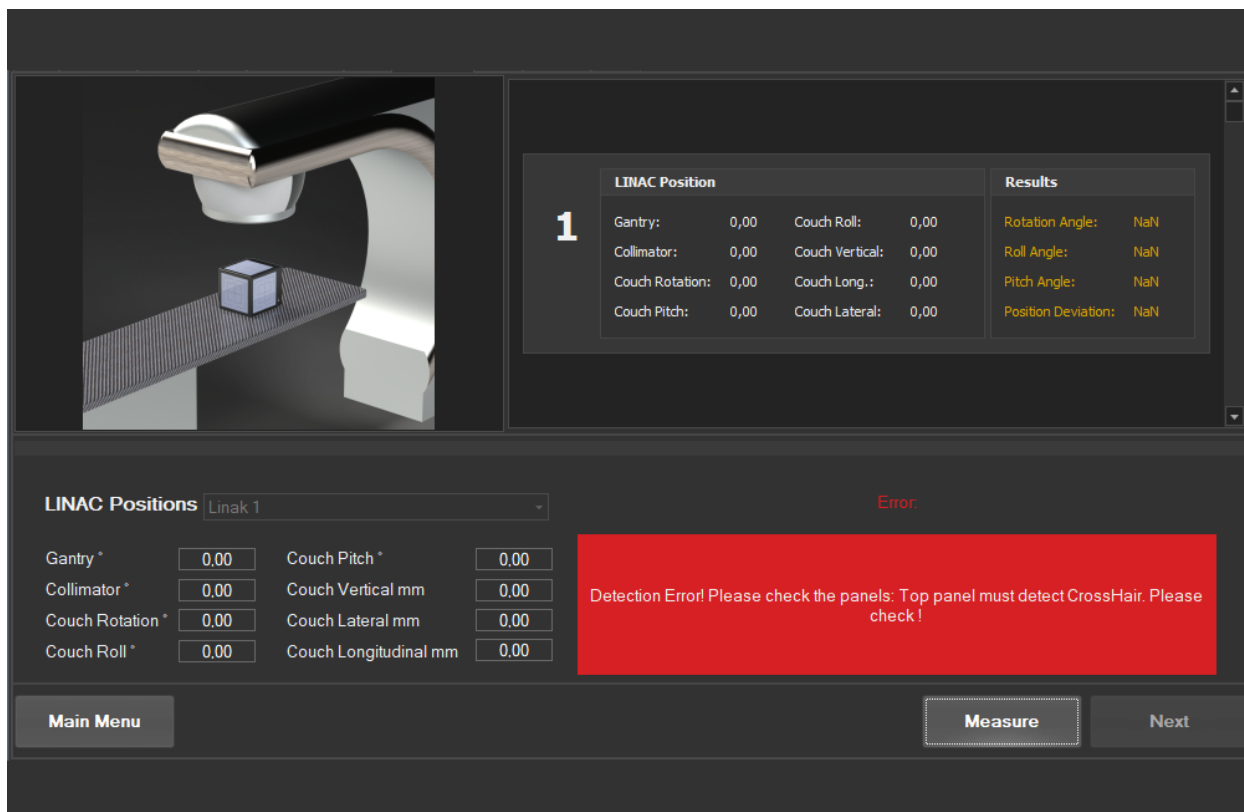 LINAC Position
Results
1
Gantry: 0,00 Couch Roll: 0,00 Rotation Angle: NaN
Collimator: 0,00 Couch Vertical: 0,00 Roll Angle: NaN
Couch Rotation: 0,00 Couch Long.: 0,00 Pitch Angle: NaN
Couch Pitch: 0,00 Couch Lateral: 0,00 Position Deviation: NaN
LINAC Positions Linak 1
Error:
Gantry ° 0,00 Couch Pitch ° 0,00
Collimator ° 0,00 Couch Vertical mm 0,00
Couch Rotation ° 0,00 Couch Lateral mm 0,00
Couch Roll ° 0,00 Couch Longitudinal mm 0,00
Detection Error! Please check the panels: Top panel must detect CrossHair. Please
check !
Main Menu
Measure
Next